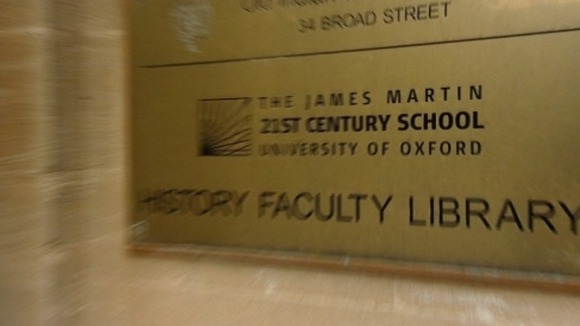 34 BROAD STREET
THE JAMES MARTIN
21ST CENTURY SCHOOL
UNIVERSITY OF OXFORD
HISTORY FACULTY LIBRARY